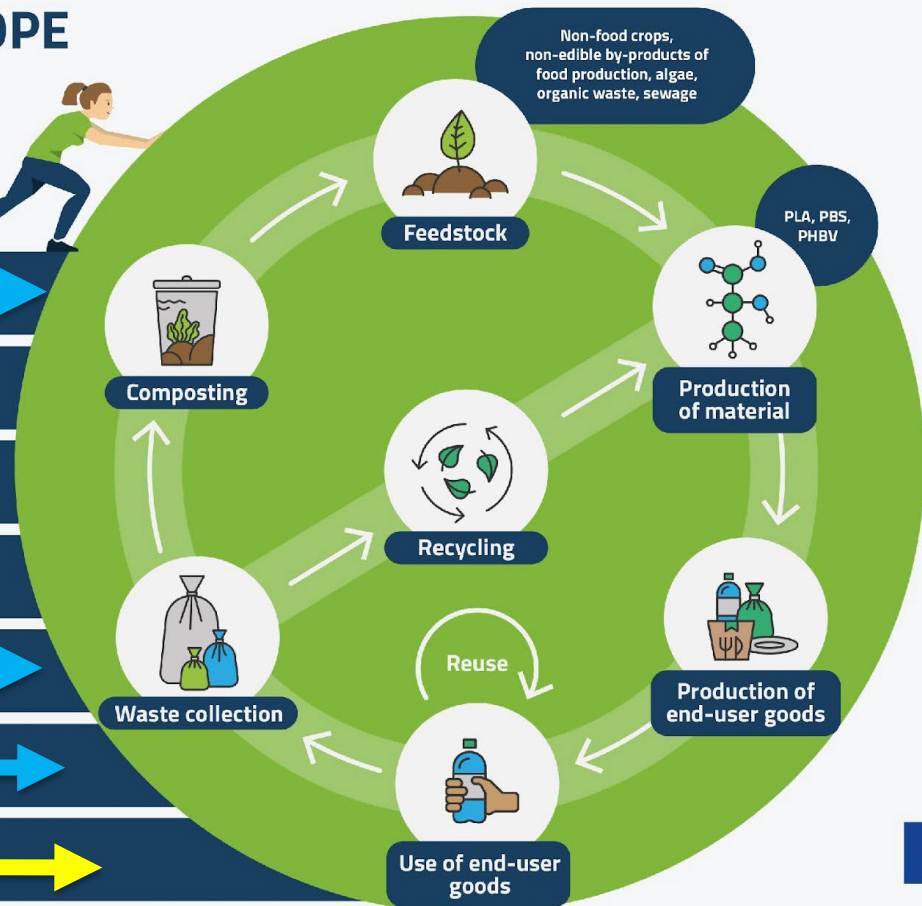 OPE
Non-food crops,
non-edible by-products of
food production, algae,
organic waste, sewage
Feedstock
PLA, PBS,
PHBV
Composting
Production
of material
Recycling
Reuse
Waste collection
Production of
end-user goods
Use of end-user
goods